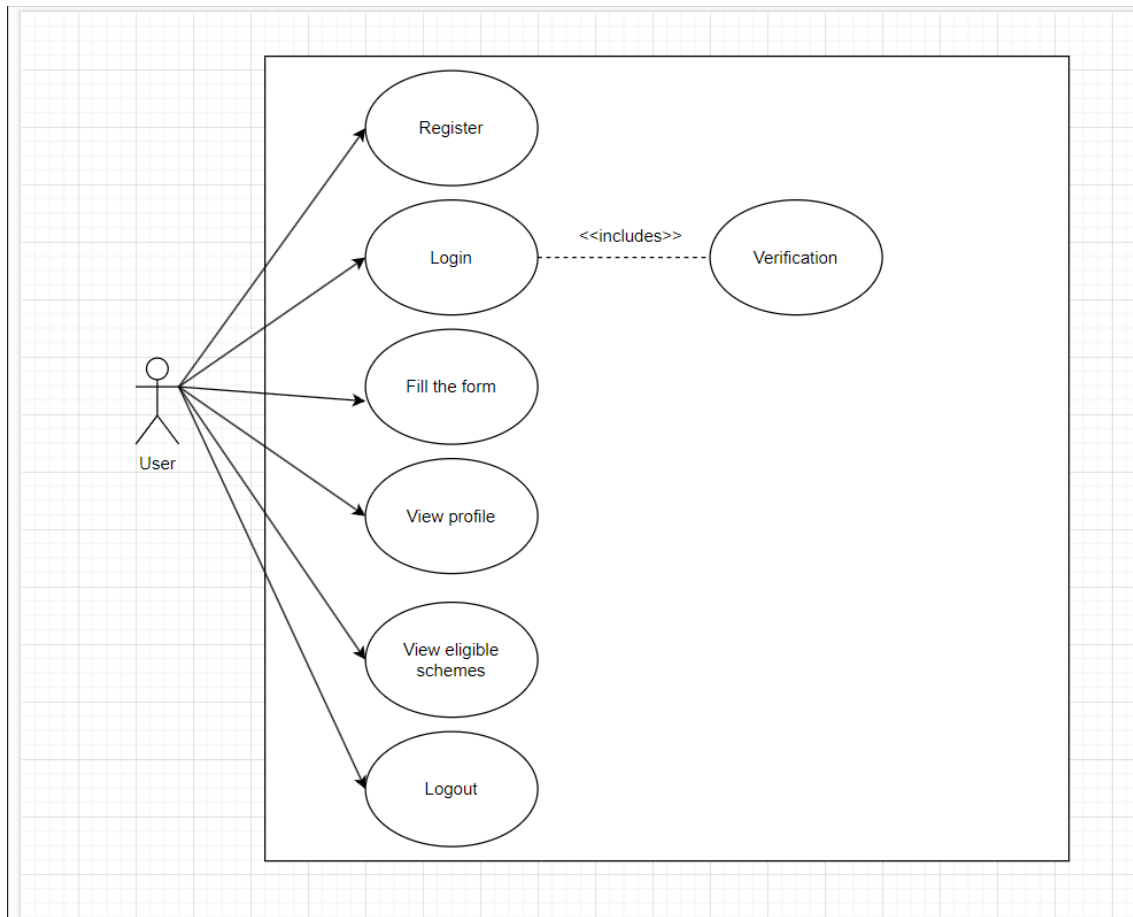 Register
<<includes>>
Login
Verification
Fill the form
User
View profile
View eligible
schemes
Logout